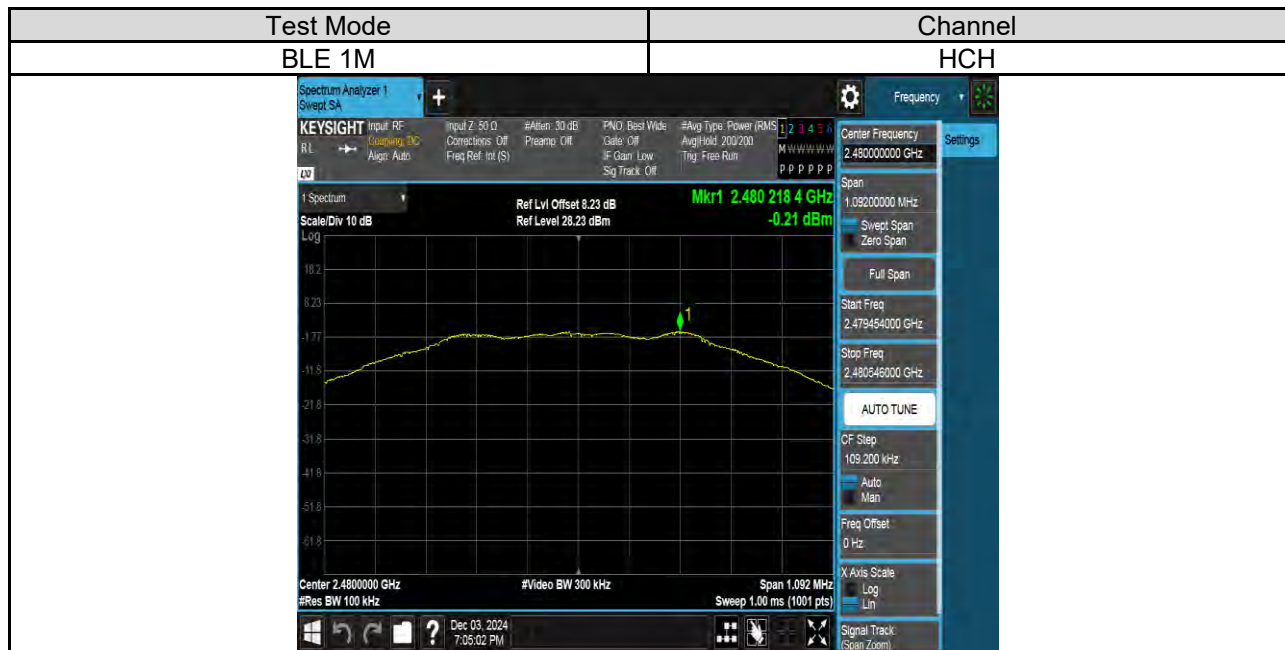 Test Mode
Channel
BLE 1M
HCH
Spectrum Analyzer 1
Swept SA
+
Frequency
KEYSIGHT
Input: RF
Coupling: DC
Align: Auto
Input Z: 50 Ω
Corrections: Off
Freq Ref: Int (S)
#Atten: 30 dB
Preamp: Off
PNO: Best Wide
Gate: Off
IF Gain: Low
Sig Track: Off
#Avg Type: Power (RMS
Avg|Hold: 200/200
Trig: Free Run
1 2 3 4 5 6
M W W W W W
P P P P P P
R L
LXI
Center Frequency
2.480000000 GHz
Settings
Span
1.09200000 MHz
Swept Span
Zero Span
Full Span
Start Freq
2.479454000 GHz
Stop Freq
2.480546000 GHz
AUTO TUNE
CF Step
109.200 kHz
Auto
Man
Freq Offset
0 Hz
X Axis Scale
Log
Lin
Signal Track
(Span Zoom)
1 Spectrum
Scale/Div 10 dB
Log
Ref Lvl Offset 8.23 dB
Ref Level 28.23 dBm
Mkr1 2.480 218 4 GHz
-0.21 dBm
18.2
8.23
-1.77
-11.8
-21.8
-31.8
-41.8
-51.8
-61.8
1
Center 2.4800000 GHz
#Res BW 100 kHz
#Video BW 300 kHz
Span 1.092 MHz
Sweep 1.00 ms (1001 pts)
?
Dec 03, 2024
7:05:02 PM